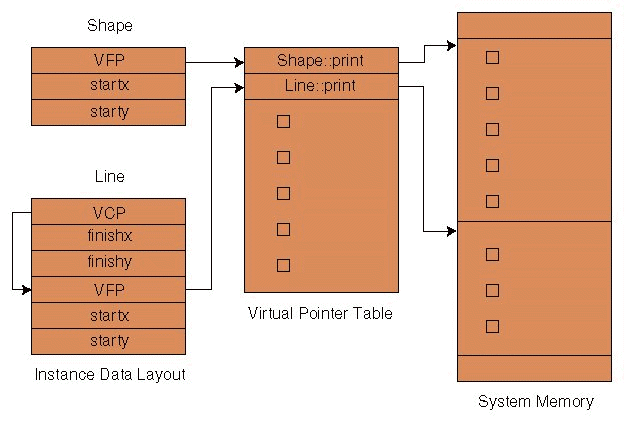 Shape
VFP
startx
starty
Line
VCP
finishx
finishy
VFP
startx
starty
Instance Data Layout
Shape::print
Line::print
Virtual Pointer Table
System Memory